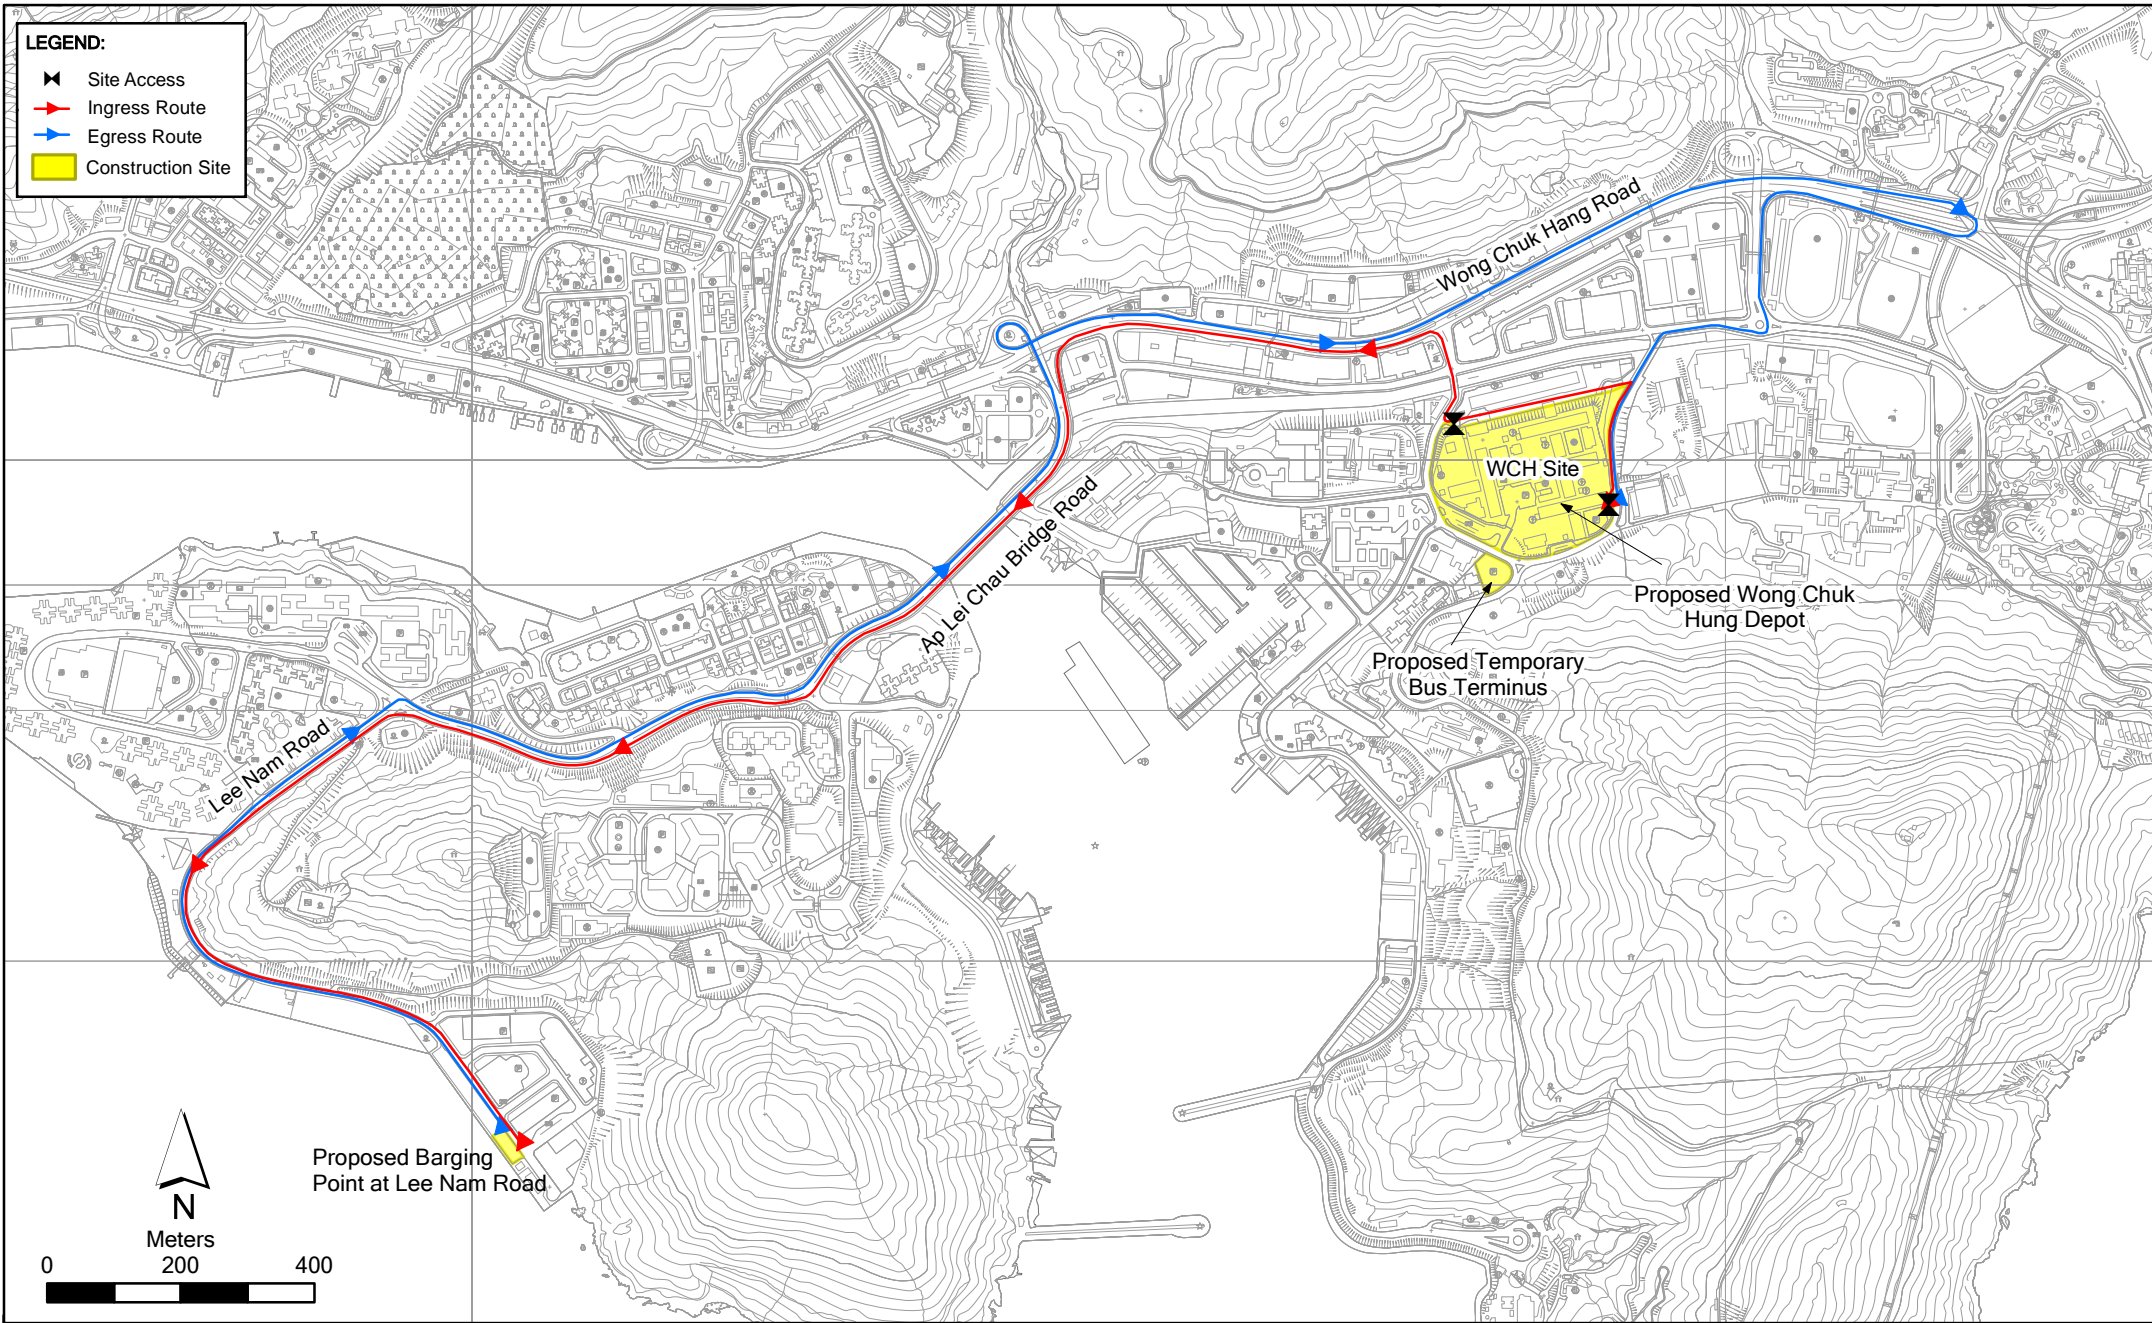 LEGEND:
Site Access
Ingress Route
Egress Route
Construction Site
Wong Chuk Hang Road
WCH Site
Ap Lei Chau Bridge Road
Proposed Wong Chuk
Hung Depot
Proposed Temporary
Bus Terminus
Lee Nam Road
Proposed Barging
Point at Lee Nam Road
N
Meters
0 200 400